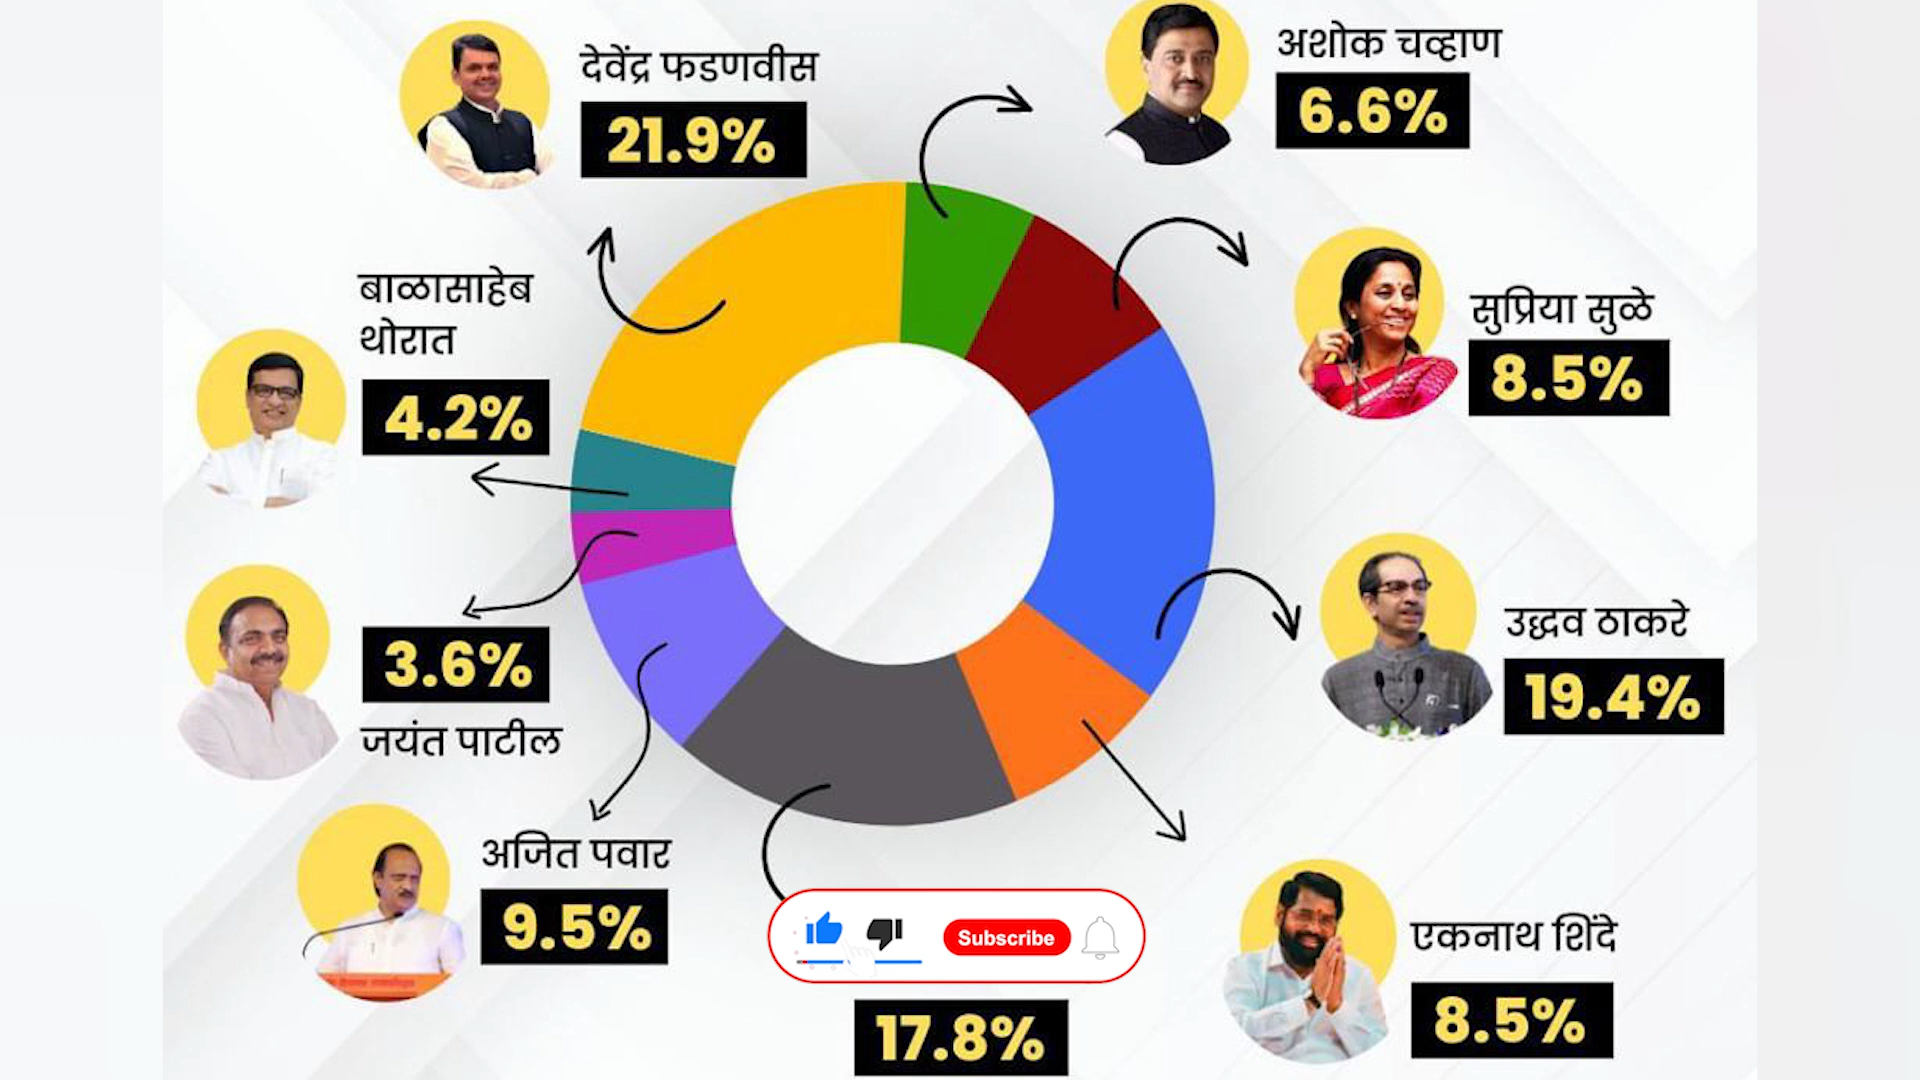 देवेंद्र फडणवीस
21.9%
अशोक चव्हाण
6.6%
सुप्रिया सुळे
8.5%
बाळासाहेब
थोरात
4.2%
उद्धव ठाकरे
19.4%
3.6%
जयंत पाटील
अजित पवार
9.5%
Subscribe
17.8%
एकनाथ शिंदे
8.5%